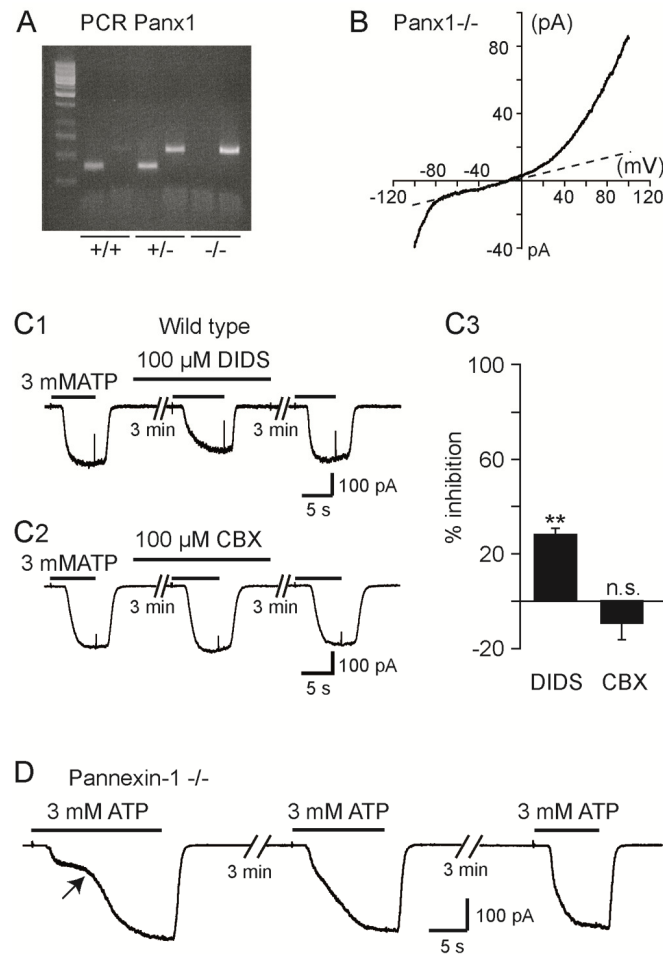 A PCR Panx1
+/+ +/- -/-
B Panx1-/- (pA)
80
40
-80 -40
(mV)
-120 40 80 120
-40 pA
C1 Wild type
100 µM DIDS
3 mMATP
3 min 3 min
100 pA
5 s
C2
100 µM CBX
3 mMATP
3 min 3 min
100 pA
5 s
C3
100
60
20
-20
% inhibition
**
n.s.
DIDS CBX
D Pannexin-1 -/-
3 mM ATP 3 mM ATP 3 mM ATP
3 min 3 min
100 pA
5 s